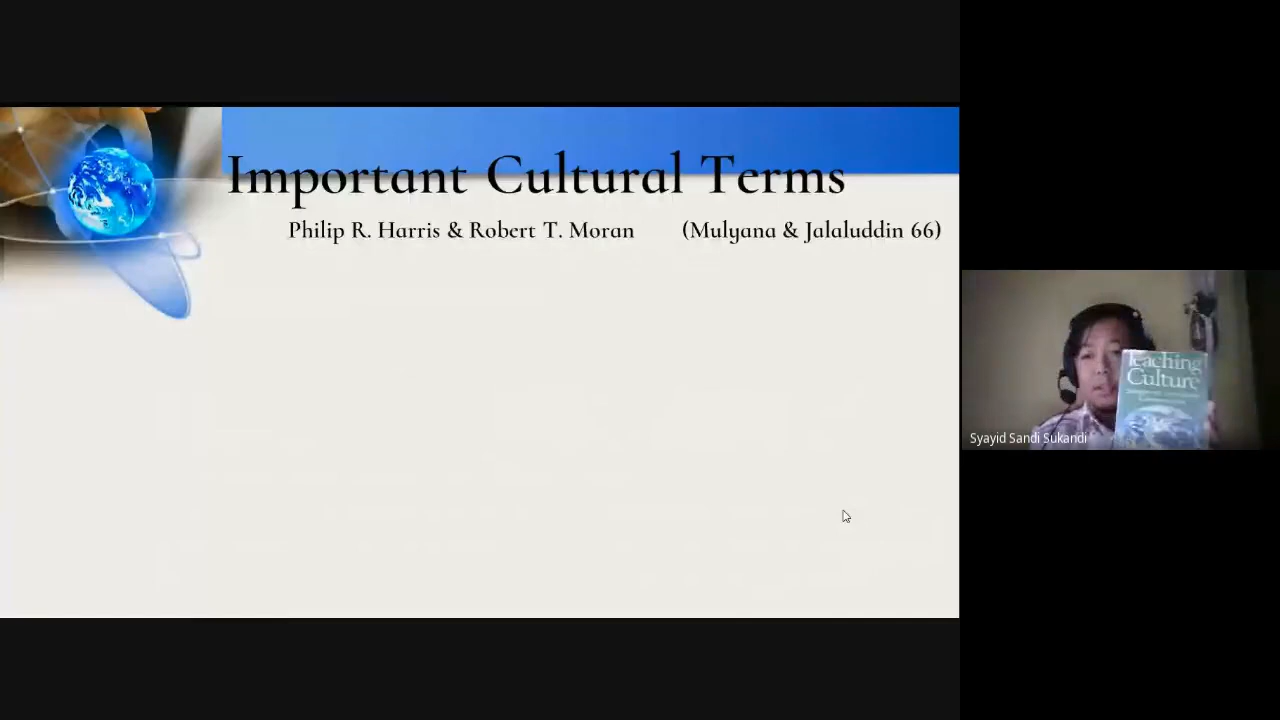 Important Cultural Terms
Philip R. Harris & Robert T. Moran (Mulyana & Jalaluddin 66)
Teaching
Culture
Syayid Sandi Sukandi